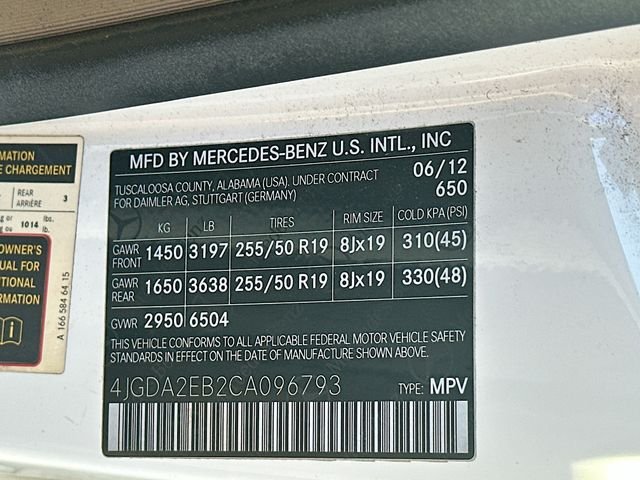 MATION
E CHARGEMENT
REAR
ARRIÈRE
3
g or 1014 lbs.
OWNER'S
UAL FOR
ITIONAL
RMATION
A 166 584 64 15
MFD BY MERCEDES-BENZ U.S. INTL., INC
TUSCALOOSA COUNTY, ALABAMA (USA). UNDER CONTRACT 06/12
FOR DAIMLER AG, STUTTGART (GERMANY) 650
KG LB TIRES RIM SIZE COLD KPA (PSI)
GAWR FRONT 1450 3197 255/50 R19 8Jx19 310(45)
GAWR REAR 1650 3638 255/50 R19 8Jx19 330(48)
GVWR 2950 6504
THIS VEHICLE CONFORMS TO ALL APPLICABLE FEDERAL MOTOR VEHICLE SAFETY
STANDARDS IN EFFECT ON THE DATE OF MANUFACTURE SHOWN ABOVE.
4JGDA2EB2CA096793 TYPE: MPV